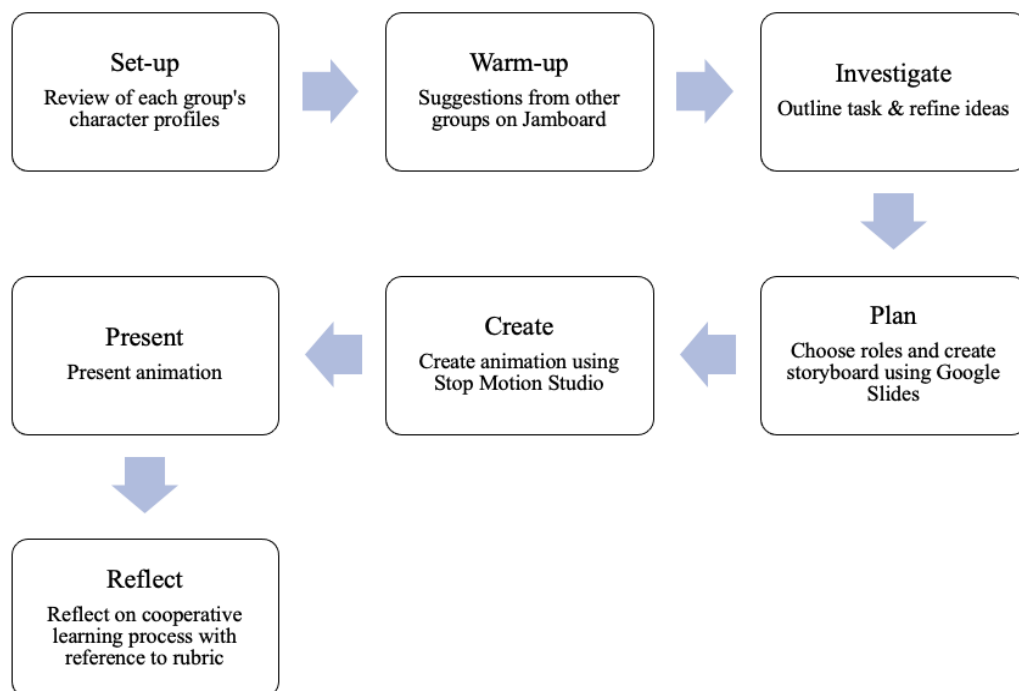 Set-up
Review of each group's
character profiles
Warm-up
Suggestions from other
groups on Jamboard
Investigate
Outline task & refine ideas
Plan
Choose roles and create
storyboard using Google
Slides
Create
Create animation using
Stop Motion Studio
Present
Present animation
Reflect
Reflect on cooperative
learning process with
reference to rubric